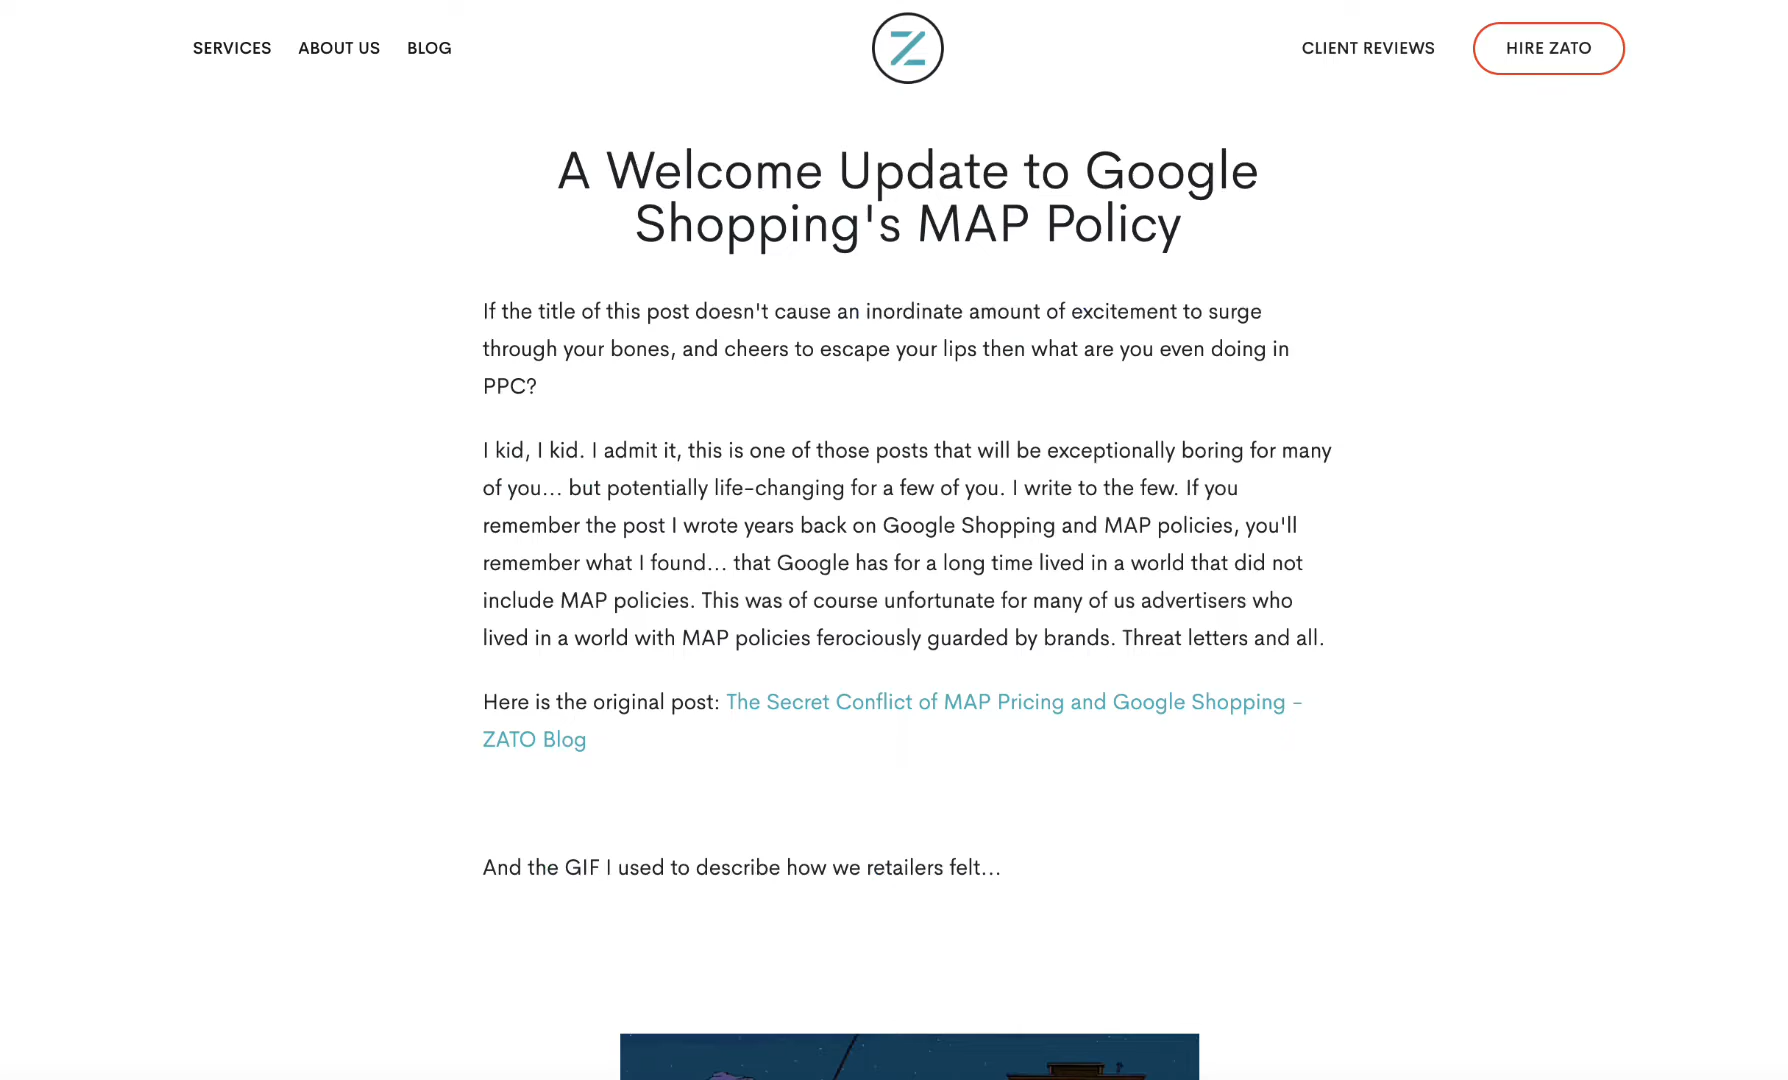 SERVICES ABOUT US BLOG Z CLIENT REVIEWS HIRE ZATO
A Welcome Update to Google
Shopping's MAP Policy
If the title of this post doesn't cause an inordinate amount of excitement to surge
through your bones, and cheers to escape your lips then what are you even doing in
PPC?
I kid, I kid. I admit it, this is one of those posts that will be exceptionally boring for many
of you... but potentially life-changing for a few of you. I write to the few. If you
remember the post I wrote years back on Google Shopping and MAP policies, you'll
remember what I found... that Google has for a long time lived in a world that did not
include MAP policies. This was of course unfortunate for many of us advertisers who
lived in a world with MAP policies ferociously guarded by brands. Threat letters and all.
Here is the original post: The Secret Conflict of MAP Pricing and Google Shopping -
ZATO Blog
And the GIF I used to describe how we retailers felt...